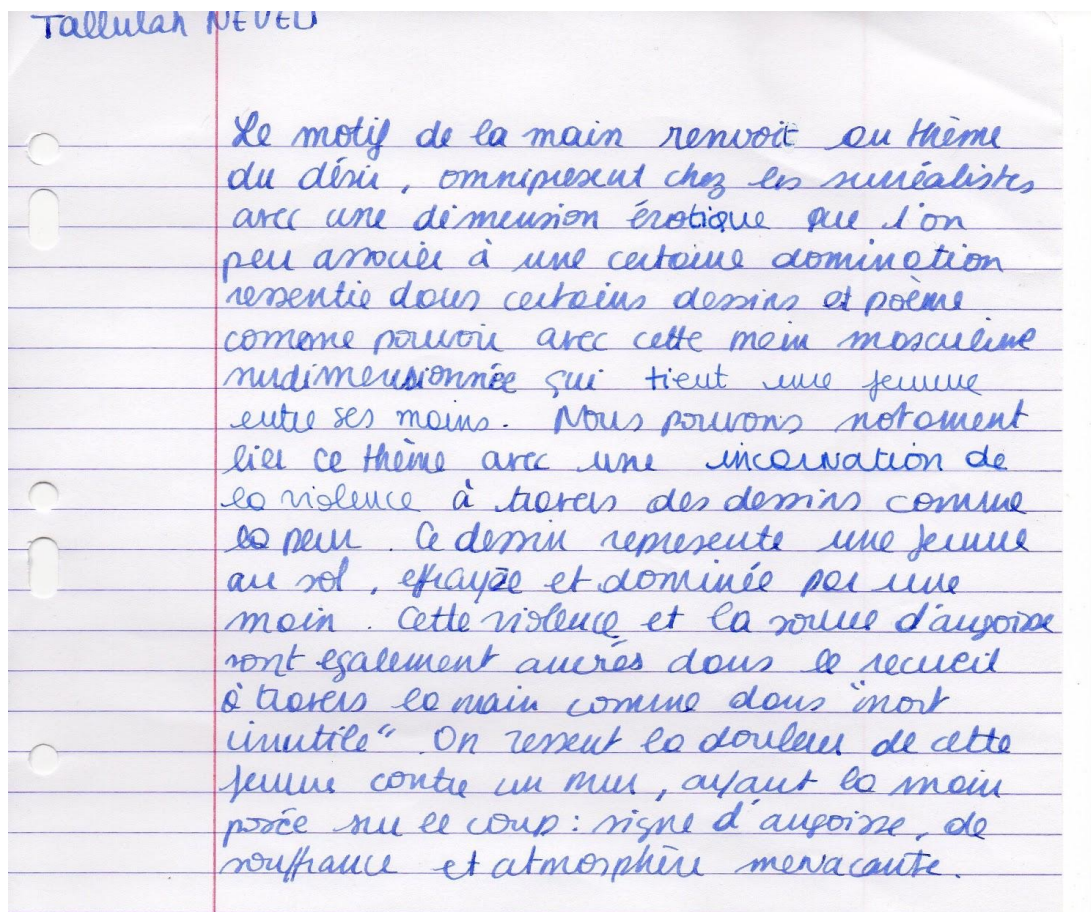 Tallulah NEVEU
Le motif de la main renvoit au thème
du désir, omnipresent chez les surréalistes
avec une dimension érotique que l'on
peu associer à une certaine domination
ressentie dans certains dessins et poème
comme pouvoir avec cette main masculine
surdimensionnée qui tient une femme
entre ses mains. Nous pouvons notament
lier ce thème avec une incarnation de
la violence à travers des dessins comme
la peur. Ce dessin represente une femme
au sol, effrayée et dominée par une
main. Cette violence et la source d'angoisse
sont egalement ancrés dans le recueil
à travers la main comme dans "mort
inutile". On ressent la douleur de cette
femme contre un mur, ayant la main
posée sur le coup : signe d'angoisse, de
souffrance et atmosphère menacante.